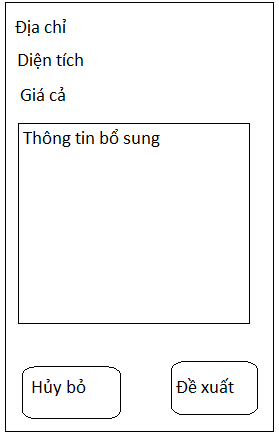 Địa chỉ
Diện tích
Giá cả
Thông tin bổ sung
Hủy bỏ
Đề xuất